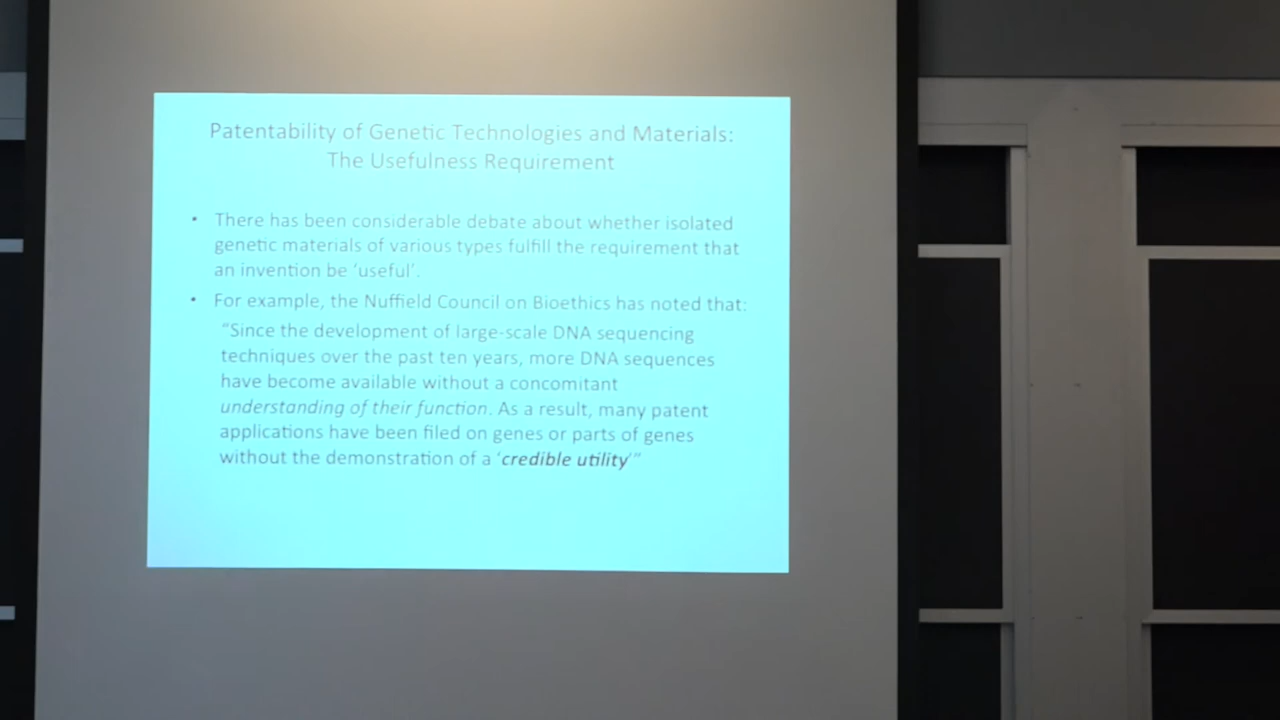 Patentability of Genetic Technologies and Materials:
The Usefulness Requirement
• There has been considerable debate about whether isolated
genetic materials of various types fulfill the requirement that
an invention be ‘useful’.
• For example, the Nuffield Council on Bioethics has noted that:
“Since the development of large-scale DNA sequencing
techniques over the past ten years, more DNA sequences
have become available without a concomitant
understanding of their function. As a result, many patent
applications have been filed on genes or parts of genes
without the demonstration of a ‘credible utility’”